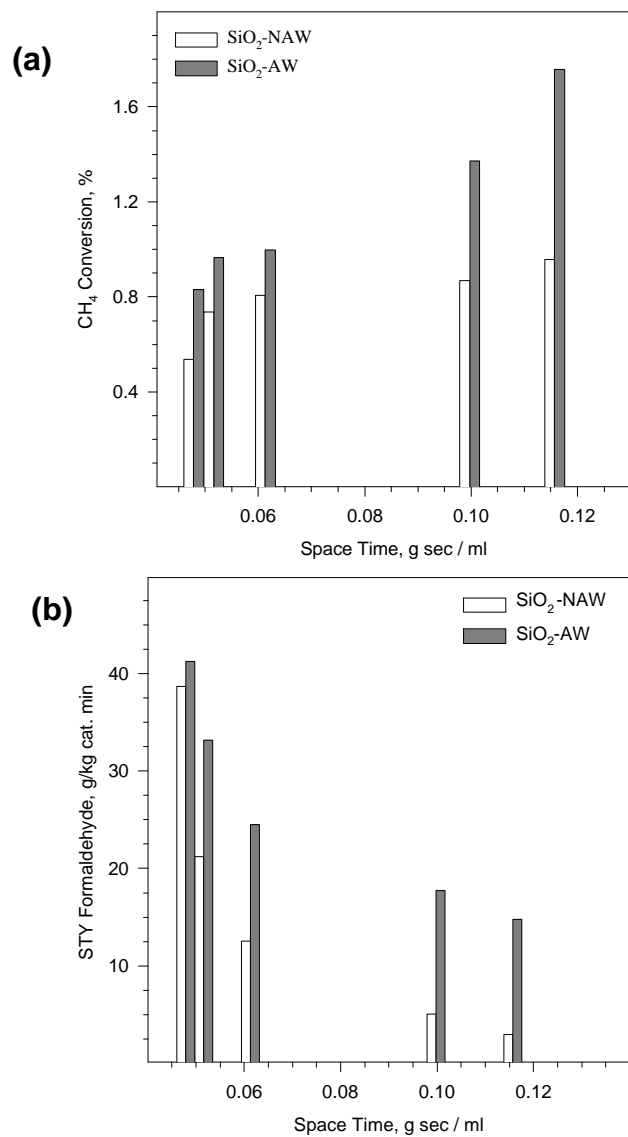 (a)
SiO₂-NAW
SiO₂-AW
CH₄ Conversion, %
1.6
1.2
0.8
0.4
0.06 0.08 0.10 0.12
Space Time, g sec / ml
(b)
SiO₂-NAW
SiO₂-AW
STY Formaldehyde, g/kg cat. min
40
30
20
10
0.06 0.08 0.10 0.12
Space Time, g sec / ml